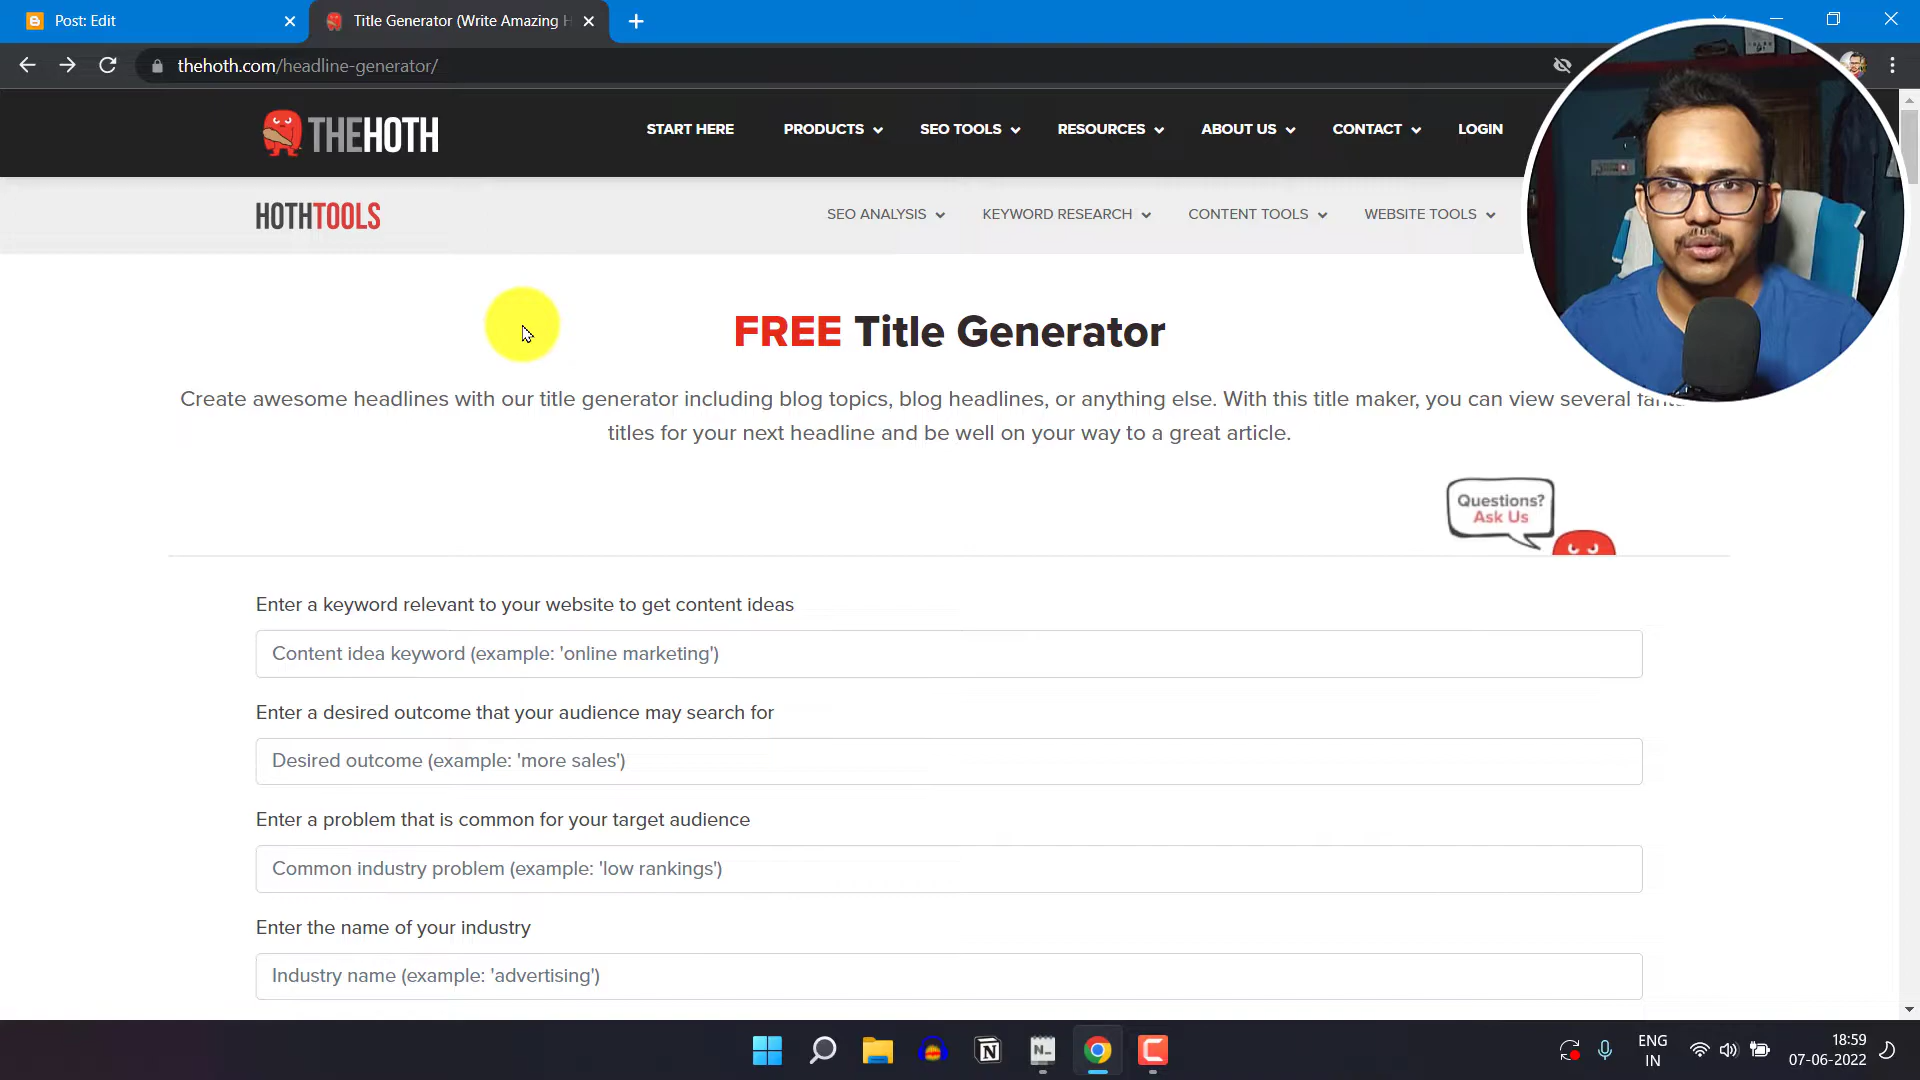 Post: Edit
Title Generator (Write Amazing H
thehoth.com/headline-generator/
THEHOTH
START HERE
PRODUCTS
SEO TOOLS
RESOURCES
ABOUT US
CONTACT
LOGIN
HOTHTOOLS
SEO ANALYSIS
KEYWORD RESEARCH
CONTENT TOOLS
WEBSITE TOOLS
FREE Title Generator
Create awesome headlines with our title generator including blog topics, blog headlines, or anything else. With this title maker, you can view several
titles for your next headline and be well on your way to a great article.
Questions?
Ask Us
Enter a keyword relevant to your website to get content ideas
Content idea keyword (example: 'online marketing')
Enter a desired outcome that your audience may search for
Desired outcome (example: 'more sales')
Enter a problem that is common for your target audience
Common industry problem (example: 'low rankings')
Enter the name of your industry
Industry name (example: 'advertising')
ENG
IN
18:59
07-06-2022